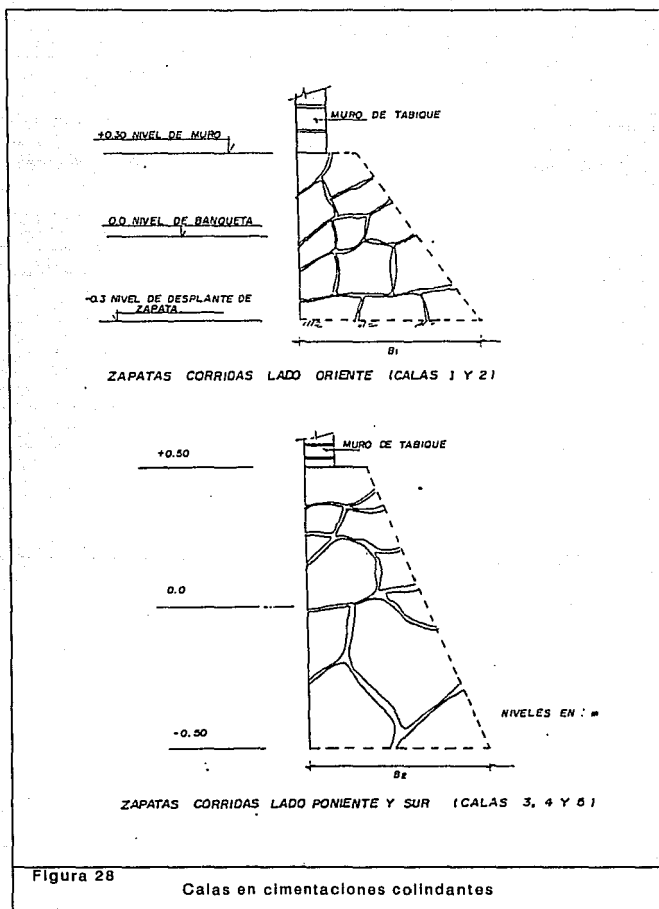 MURO DE TABIQUE
+0.30 NIVEL DE MURO
0.0 NIVEL DE BANQUETA
-0.3 NIVEL DE DESPLANTE DE
ZAPATA
B1
ZAPATAS CORRIDAS LADO ORIENTE (CALAS 1 Y 2)
MURO DE TABIQUE
+0.50
0.0
NIVELES EN : m
-0.50
B2
ZAPATAS CORRIDAS LADO PONIENTE Y SUR (CALAS 3, 4 Y 5)
Figura 28
Calas en cimentaciones colindantes